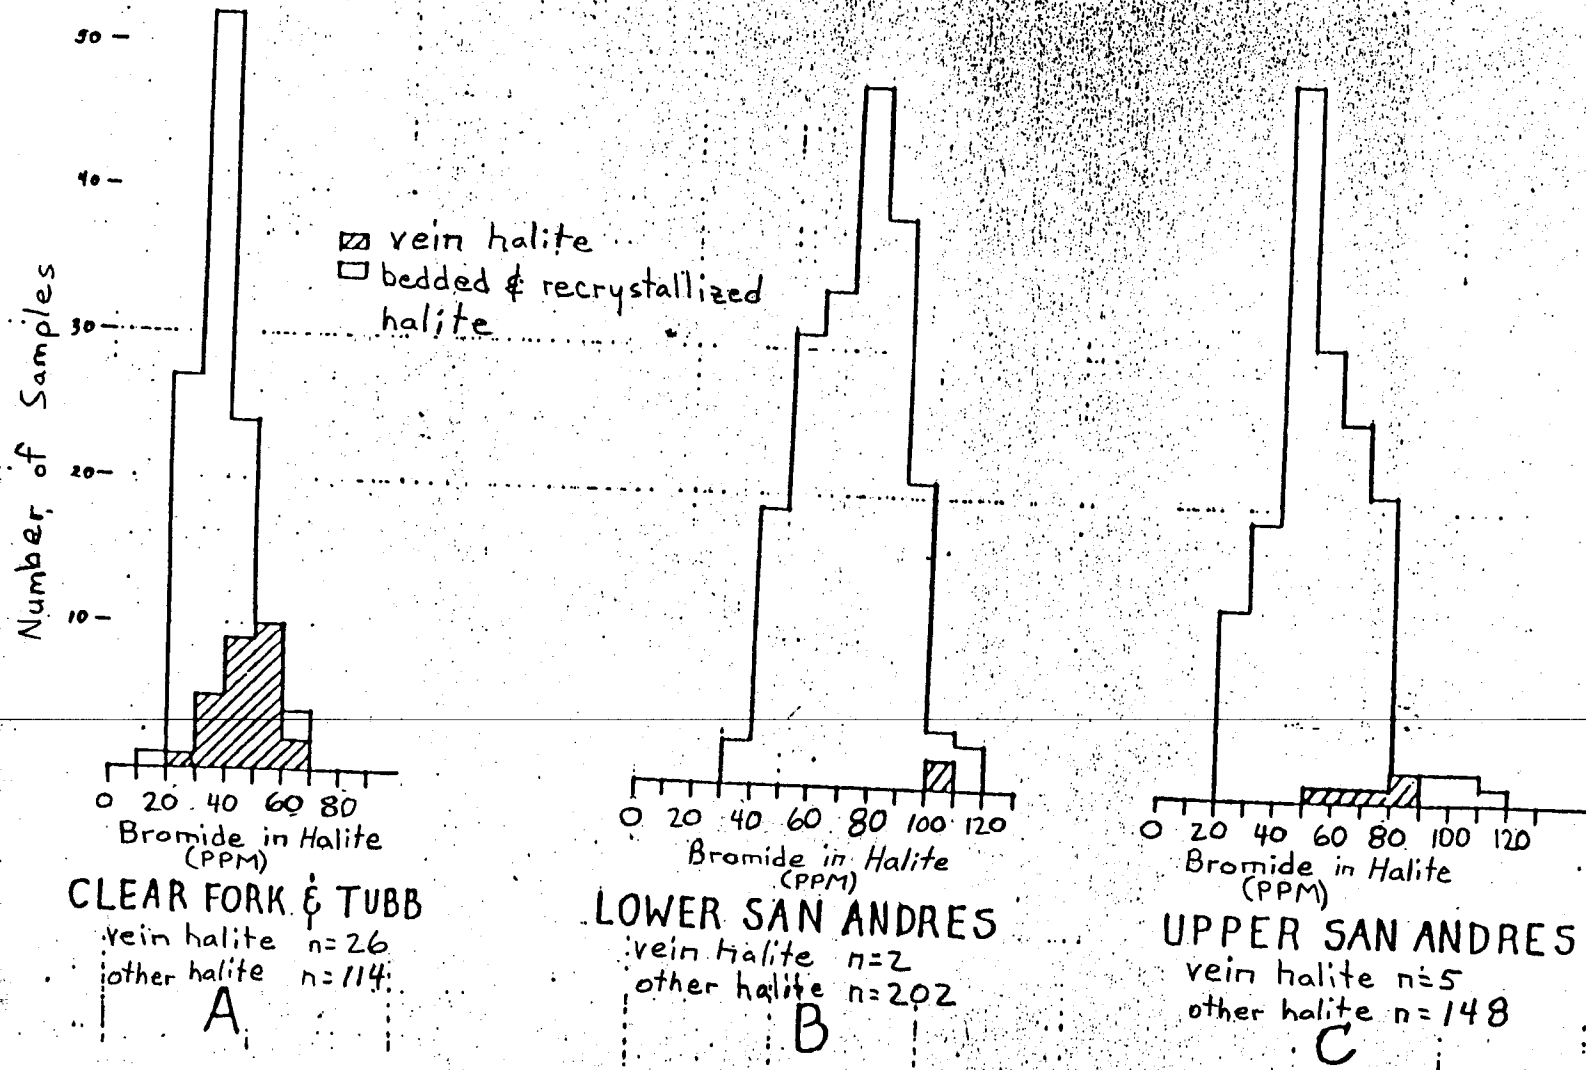 Number of Samples
50
40
30
20
10
vein halite
bedded & recrystallized
halite
0 20 40 60 80
Bromide in Halite
(PPM)
CLEAR FORK & TUBB
vein halite n=26
other halite n=114
A
0 20 40 60 80 100 120
Bromide in Halite
(PPM)
LOWER SAN ANDRES
vein halite n=2
other halite n=202
B
0 20 40 60 80 100 120
Bromide in Halite
(PPM)
UPPER SAN ANDRES
vein halite n=5
other halite n=148
C